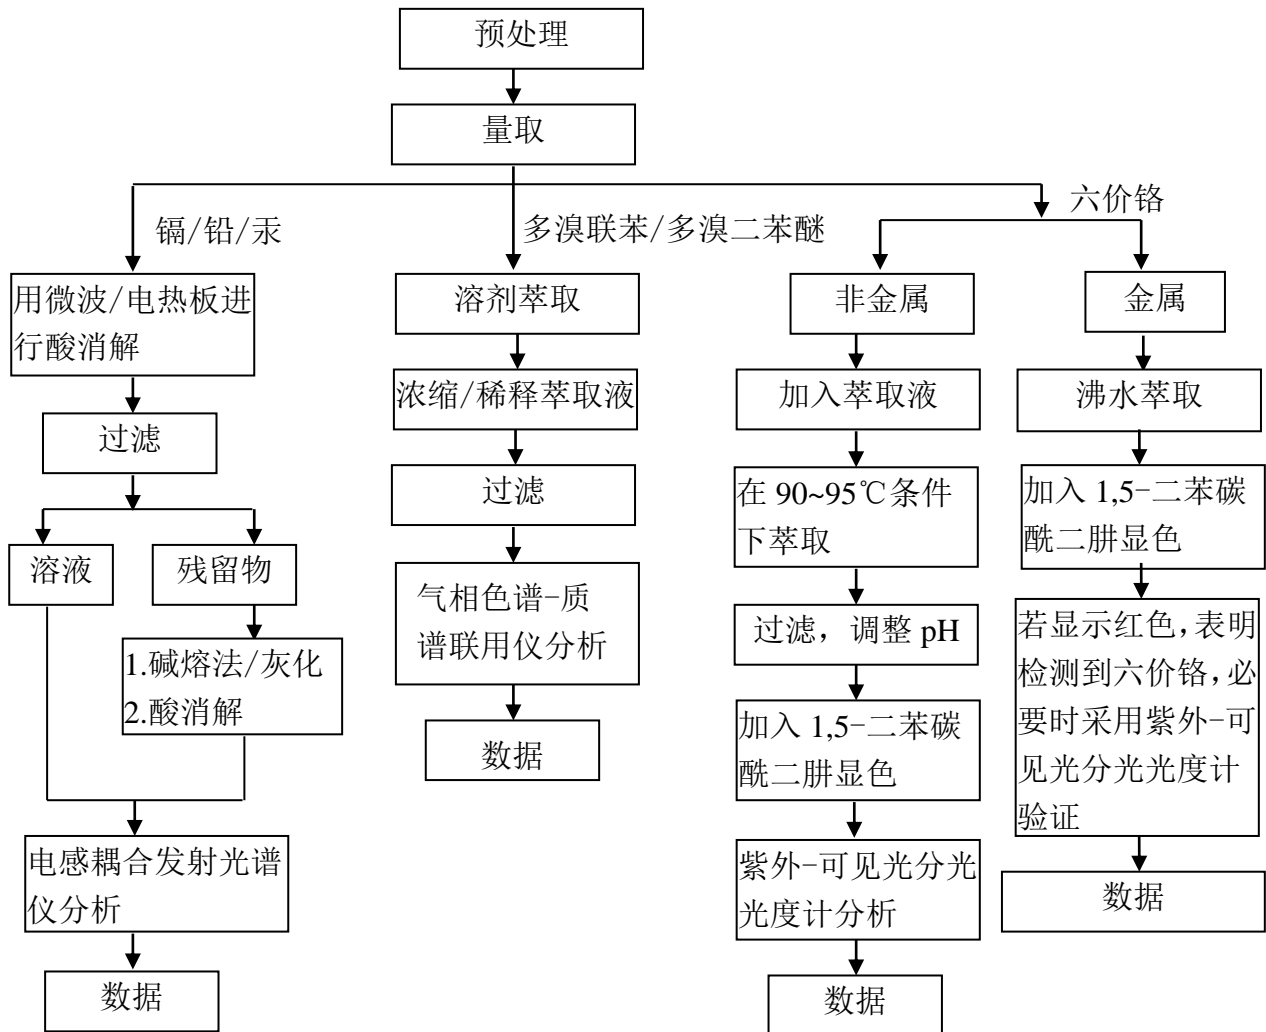 预处理
量取
镉/铅/汞
多溴联苯/多溴二苯醚
六价铬
用微波/电热板进
行酸消解
过滤
溶液
残留物
1.碱熔法/灰化
2.酸消解
电感耦合发射光谱
仪分析
数据
溶剂萃取
浓缩/稀释萃取液
过滤
气相色谱-质
谱联用仪分析
数据
非金属
加入萃取液
在 90~95℃条件
下萃取
过滤，调整 pH
加入 1,5-二苯碳
酰二肼显色
紫外-可见光分光
光度计分析
数据
金属
沸水萃取
加入 1,5-二苯碳
酰二肼显色
若显示红色，表明
检测到六价铬，必
要时采用紫外-可
见光分光光度计
验证
数据